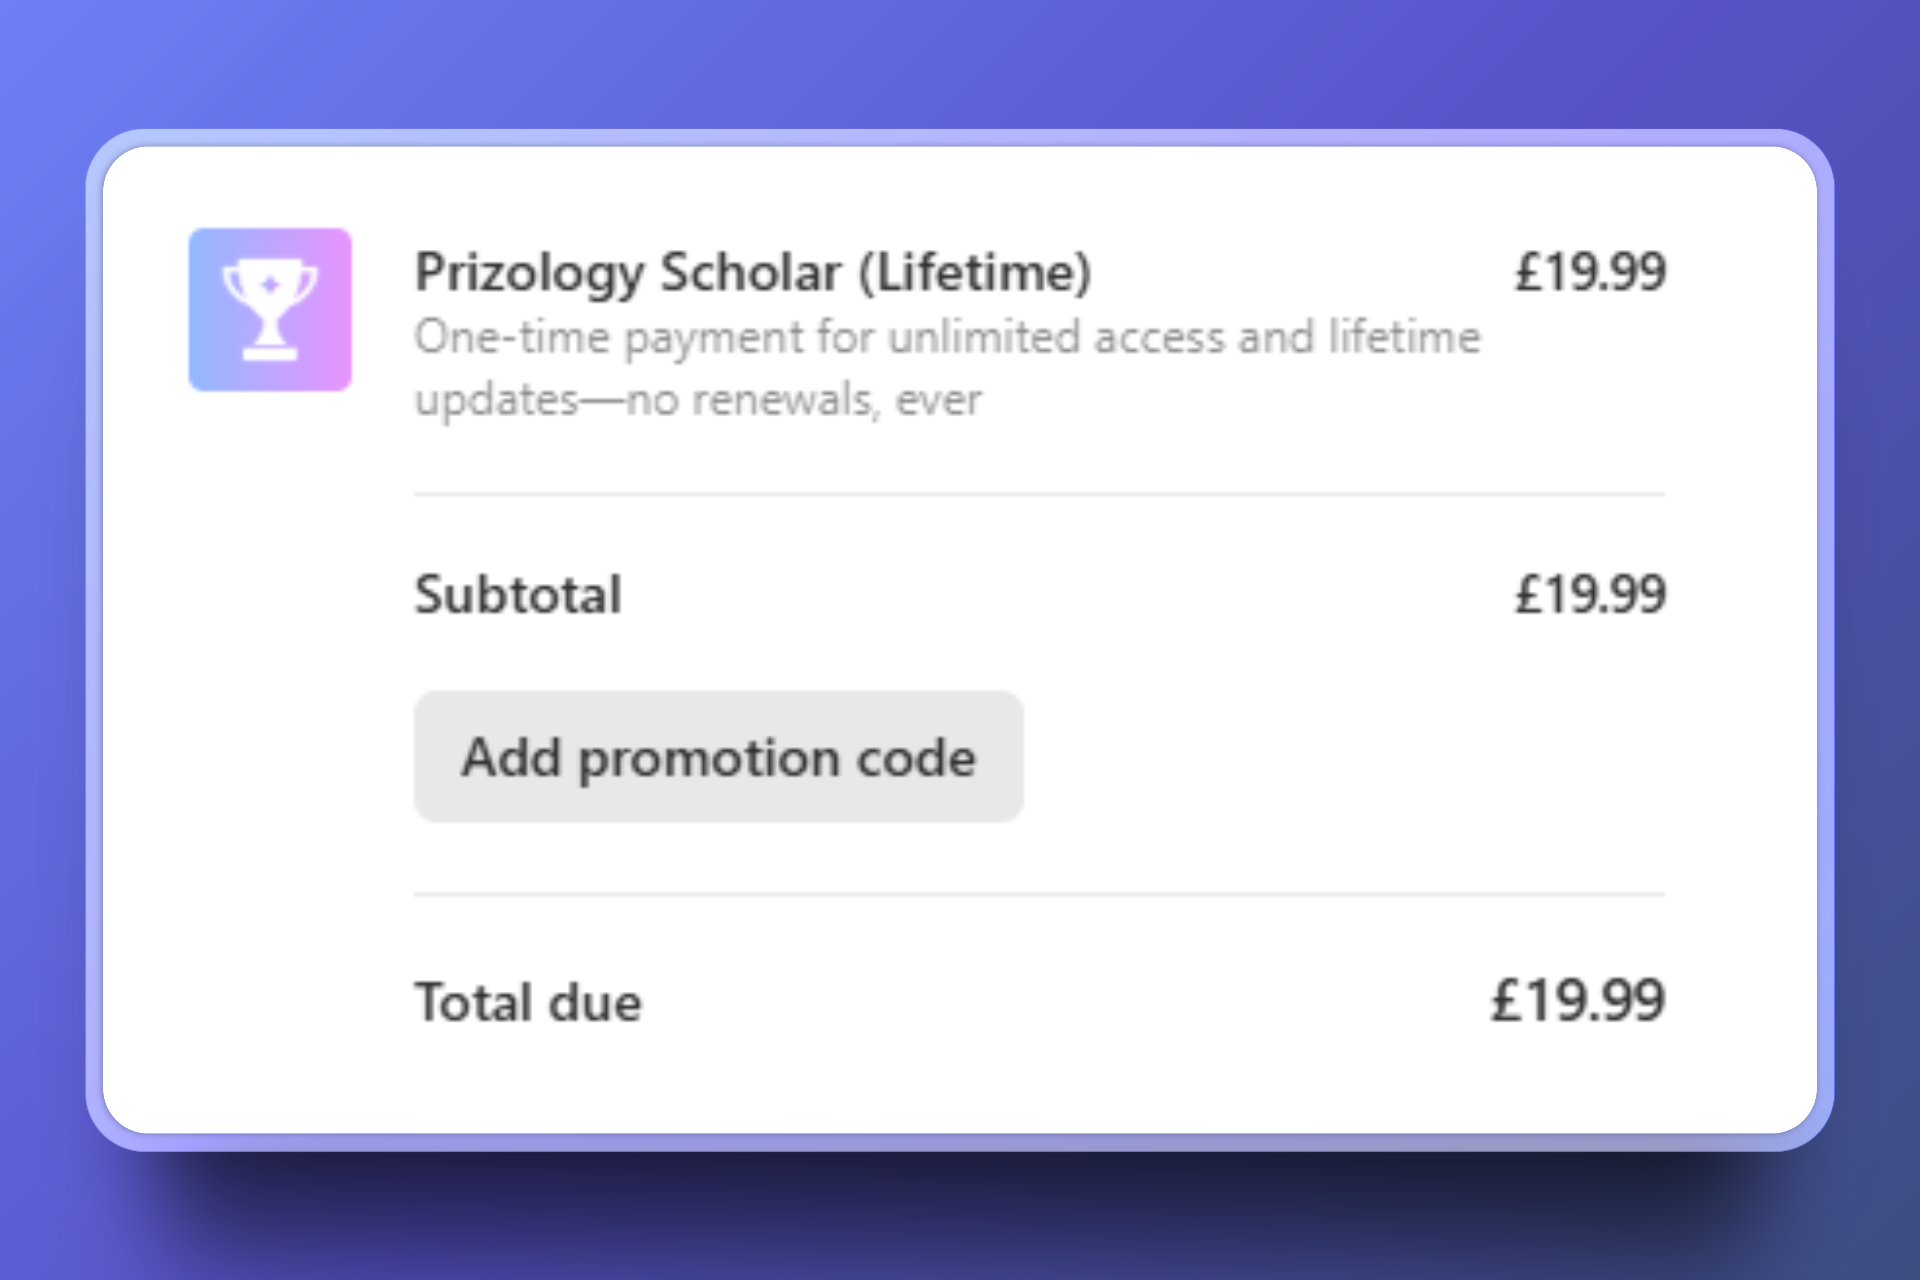 Prizology Scholar (Lifetime) £19.99
One-time payment for unlimited access and lifetime
updates—no renewals, ever
Subtotal £19.99
Add promotion code
Total due £19.99